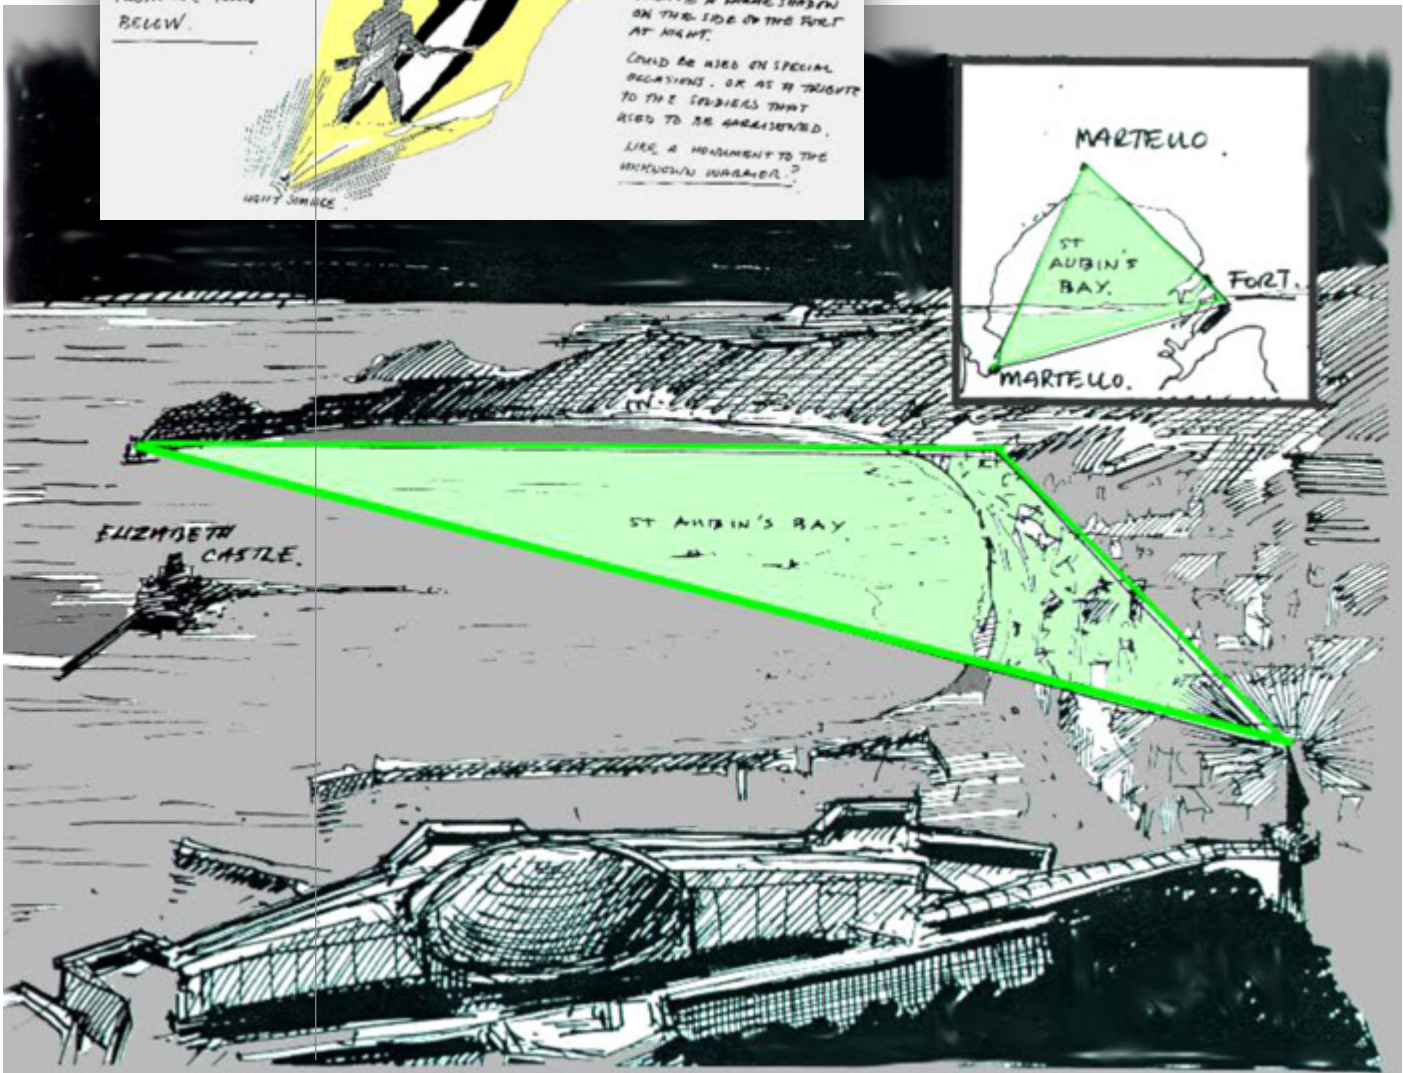 BELOW.
LARGE SHADOW
ON THE SIDE OF THE FORT
AT NIGHT.
COULD BE USED ON SPECIAL
OCCASIONS. OR AS A TRIBUTE
TO THE SOLDIERS THAT
USED TO BE GARRISONED.
LIKE A MONUMENT TO THE
UNKNOWN WARRIOR?
LIGHT SOURCE
MARTELLO.
ST
AUBIN'S
BAY.
FORT.
MARTELLO.
ELIZABETH
CASTLE.
ST AUBIN'S BAY